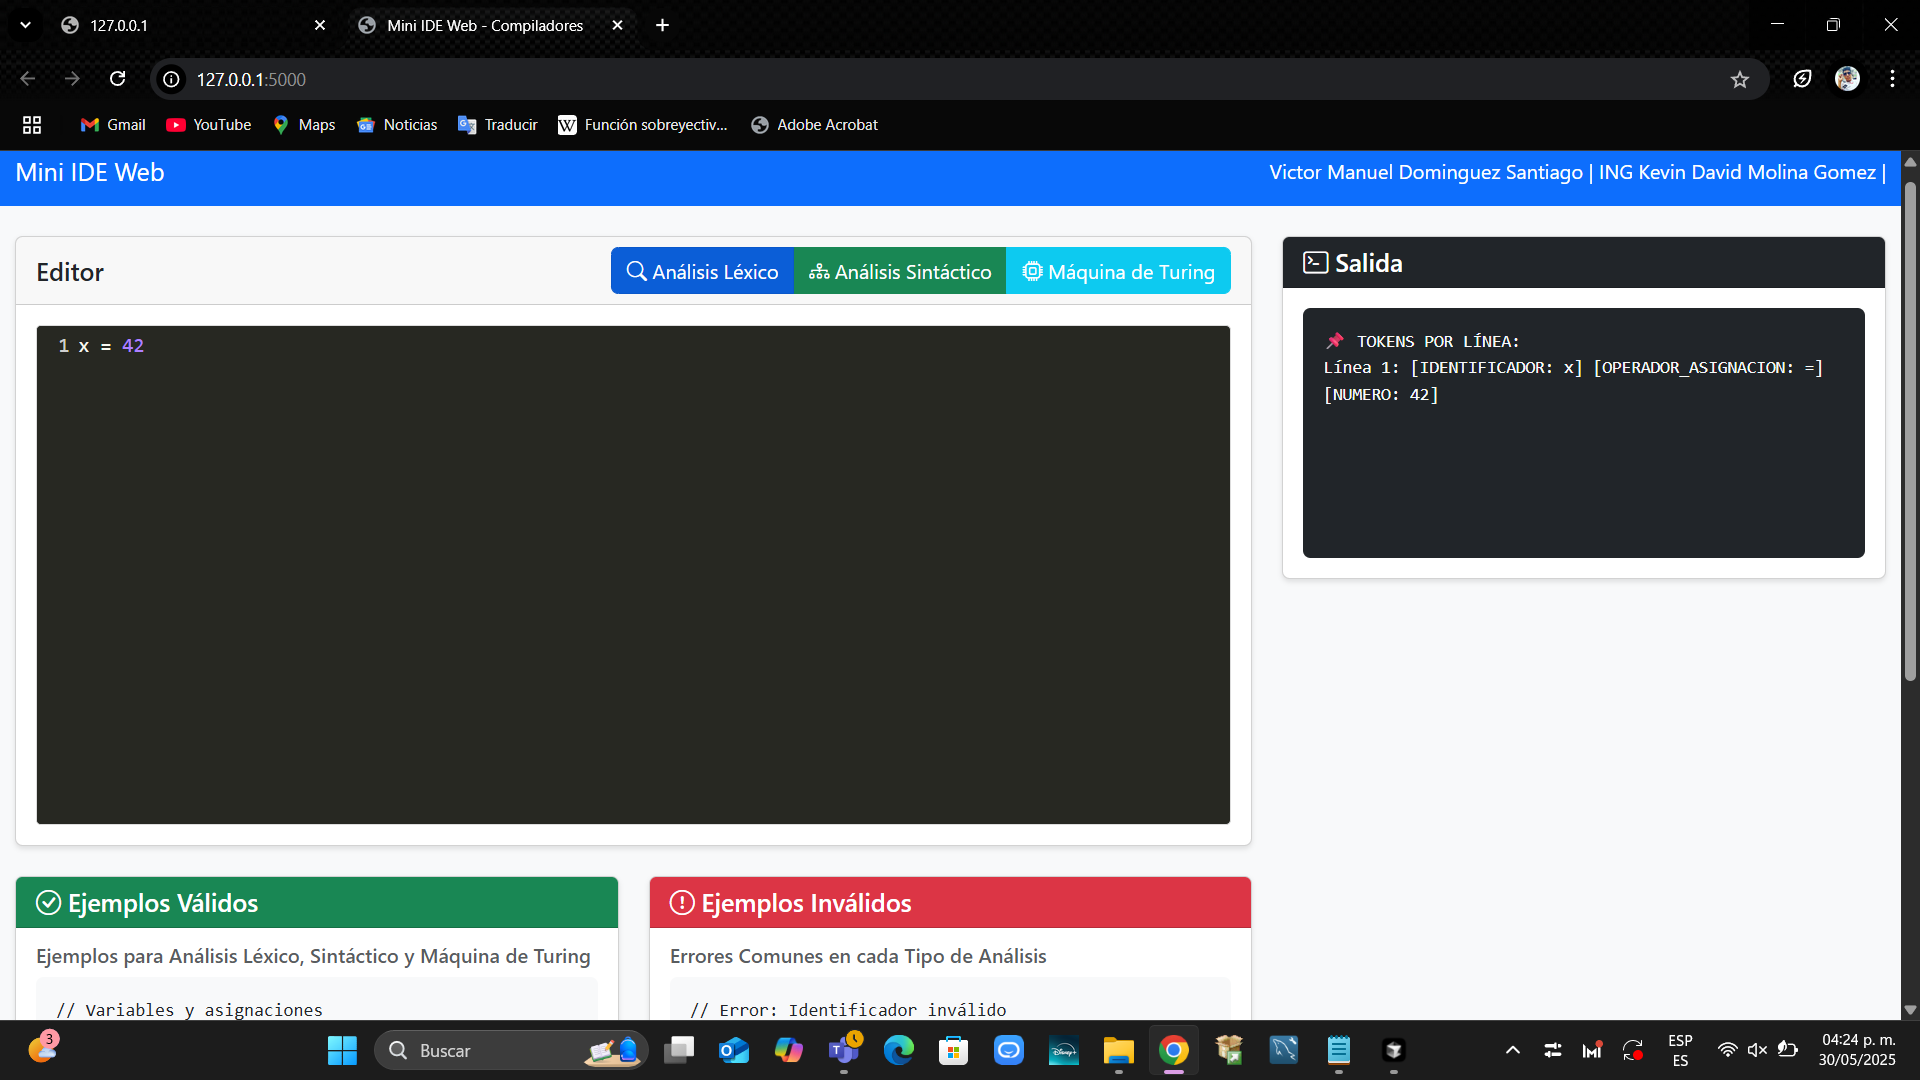 127.0.0.1
Mini IDE Web - Compiladores
127.0.0.1:5000
Gmail
YouTube
Maps
Noticias
Traducir
Función sobreyectiv...
Adobe Acrobat
Mini IDE Web
Victor Manuel Dominguez Santiago | ING Kevin David Molina Gomez |
Editor
Análisis Léxico
Análisis Sintáctico
Máquina de Turing
1 x = 42
Salida
TOKENS POR LÍNEA:
Línea 1: [IDENTIFICADOR: x] [OPERADOR_ASIGNACION: =]
[NUMERO: 42]
Ejemplos Válidos
Ejemplos para Análisis Léxico, Sintáctico y Máquina de Turing
// Variables y asignaciones
Ejemplos Inválidos
Errores Comunes en cada Tipo de Análisis
// Error: Identificador inválido
3
Buscar
Disney+
ESP
ES
04:24 p. m.
30/05/2025